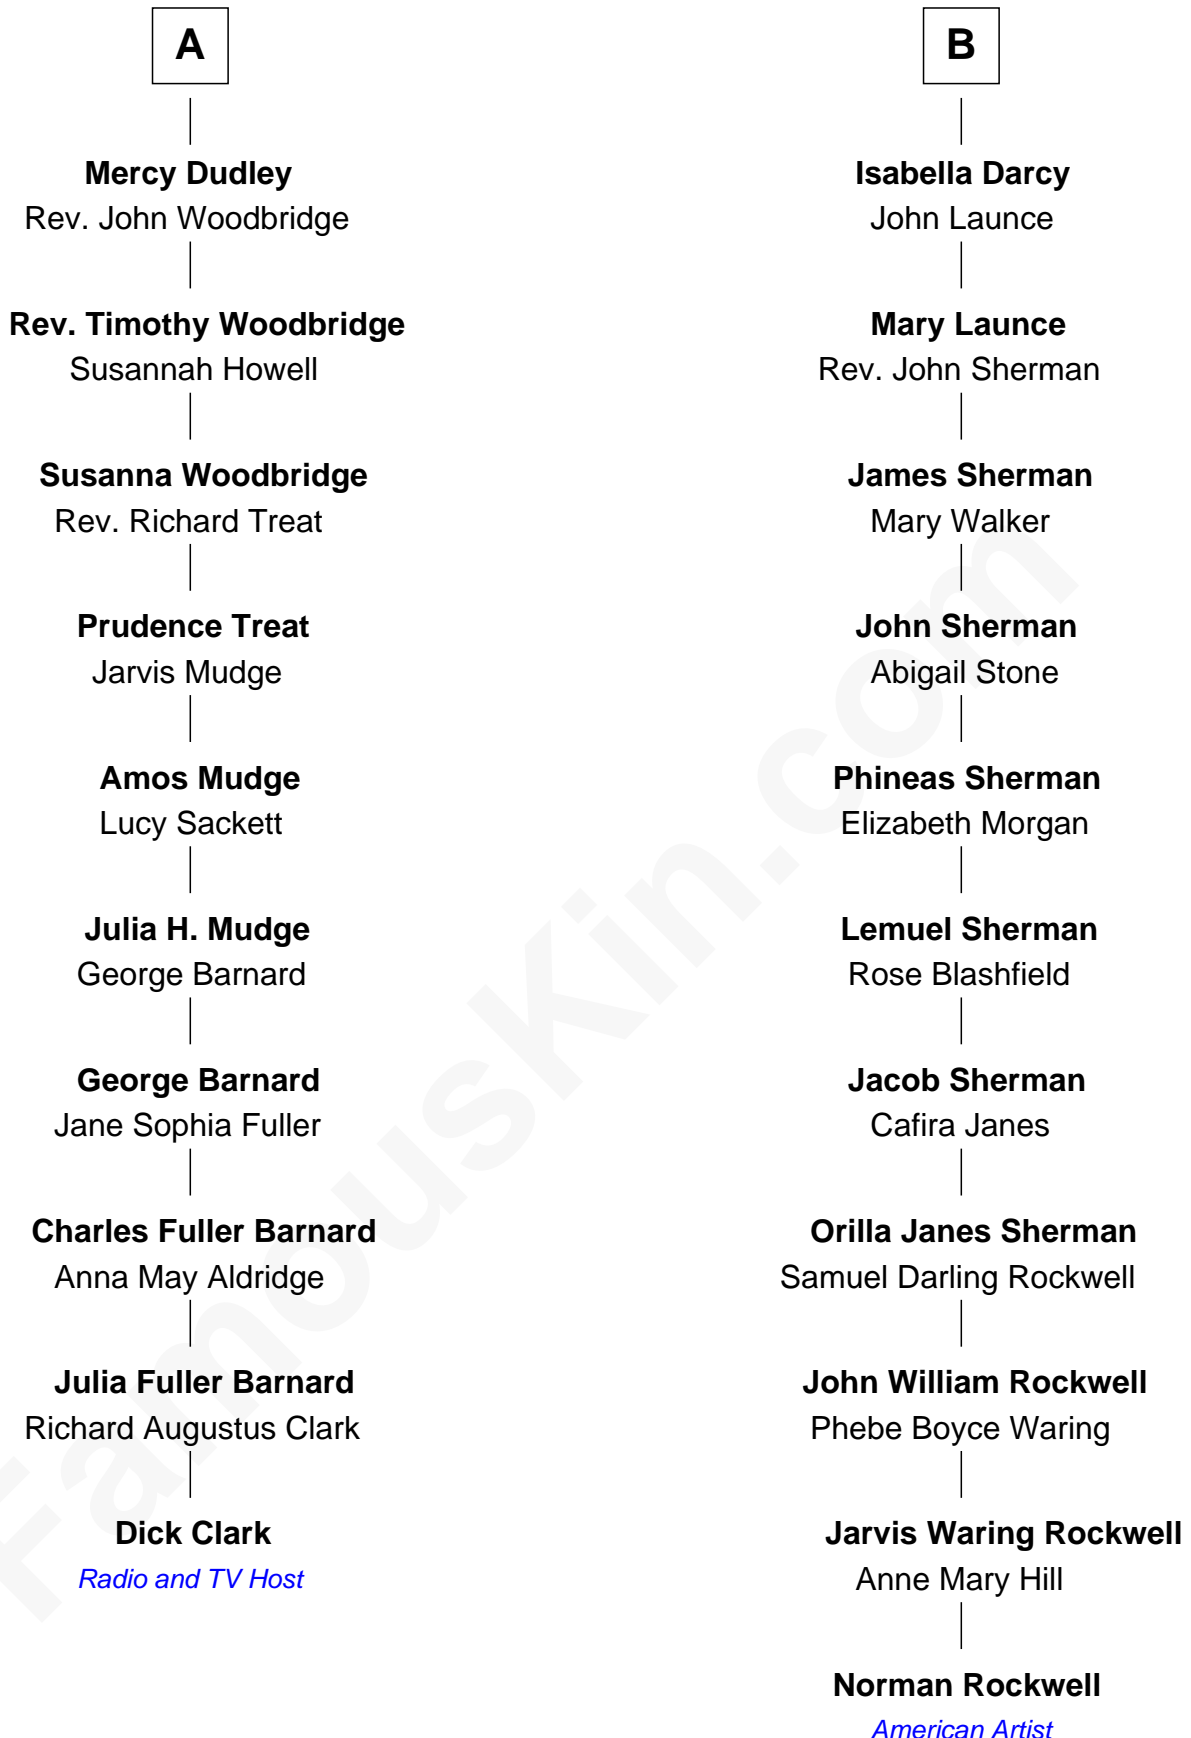 A
Mercy Dudley
Rev. John Woodbridge
Rev. Timothy Woodbridge
Susannah Howell
Susanna Woodbridge
Rev. Richard Treat
Prudence Treat
Jarvis Mudge
Amos Mudge
Lucy Sackett
Julia H. Mudge
George Barnard
George Barnard
Jane Sophia Fuller
Charles Fuller Barnard
Anna May Aldridge
Julia Fuller Barnard
Richard Augustus Clark
Dick Clark
Radio and TV Host
B
Isabella Darcy
John Launce
Mary Launce
Rev. John Sherman
James Sherman
Mary Walker
John Sherman
Abigail Stone
Phineas Sherman
Elizabeth Morgan
Lemuel Sherman
Rose Blashfield
Jacob Sherman
Cafira Janes
Orilla Janes Sherman
Samuel Darling Rockwell
John William Rockwell
Phebe Boyce Waring
Jarvis Waring Rockwell
Anne Mary Hill
Norman Rockwell
American Artist
FamousKin.com